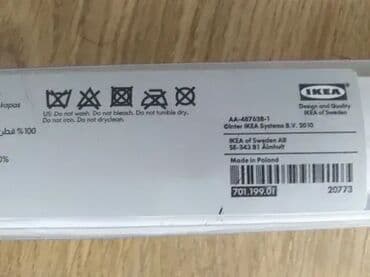 kapas
100% قطن
0%
US: Do not wash. Do not bleach. Do not tumble dry.
Do not iron. Do not dryclean.
IKEA
Design and Quality
IKEA of Sweden
AA-487638-1
©Inter IKEA Systems B.V. 2010
IKEA of Sweden AB
SE-343 81 Älmhult
Made in Poland
701.199.01
20773